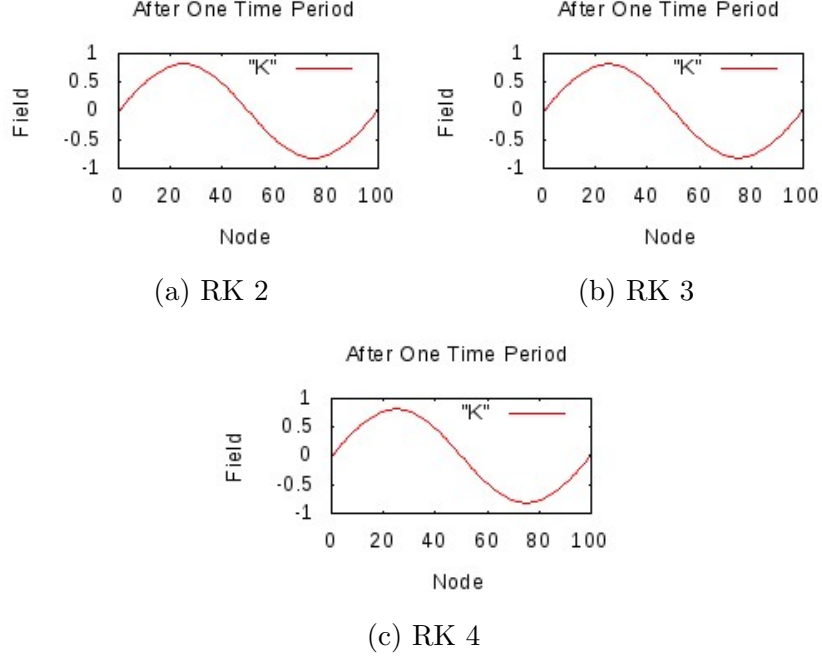 After One Time Period
1
0.5
0
-0.5
-1
Field
"K"
0 20 40 60 80 100
Node
(a) RK 2
After One Time Period
1
0.5
0
-0.5
-1
Field
"K"
0 20 40 60 80 100
Node
(b) RK 3
After One Time Period
1
0.5
0
-0.5
-1
Field
"K"
0 20 40 60 80 100
Node
(c) RK 4